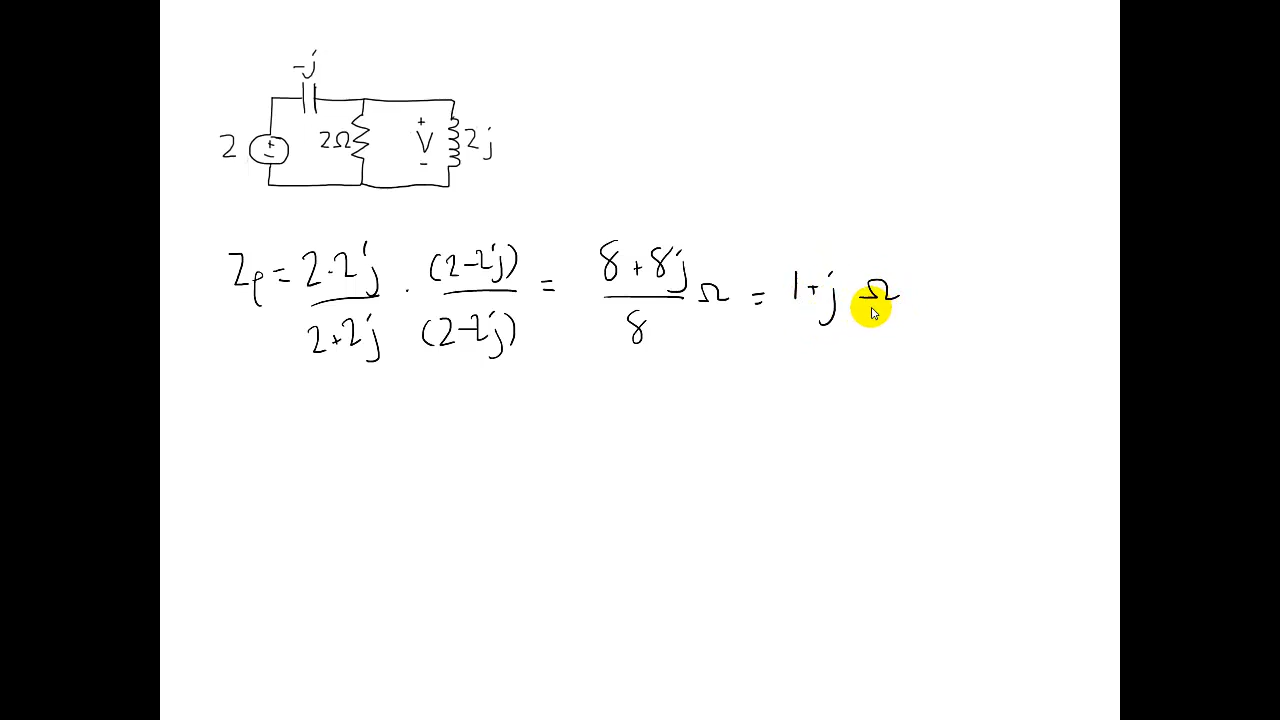 -j
2 + - 2Ω + V - 2j
Zp = 2·2j / 2+2j · (2-2j) / (2-2j) = 8+8j / 8 Ω = 1+j Ω